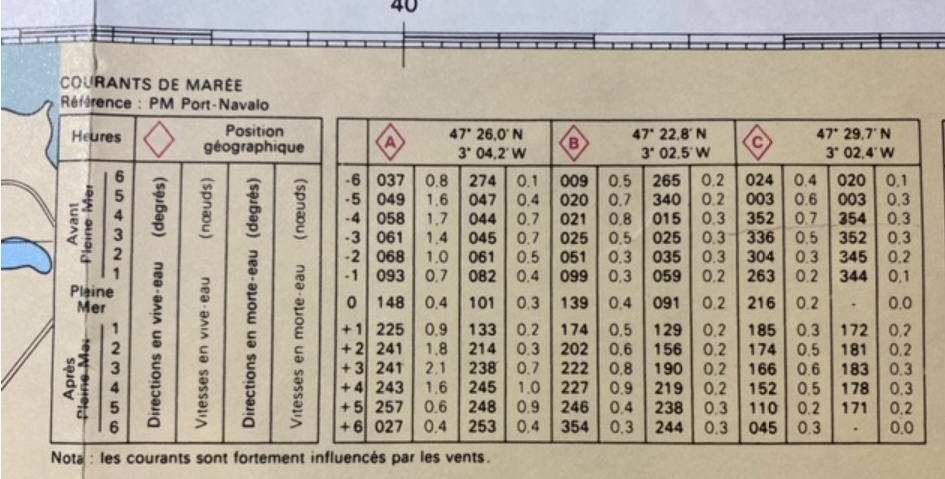 40
COURANTS DE MARÉE
Référence : PM Port-Navalo
Heures Position géographique
Avant Pleine Mer 6 5 4 3 2 1
Pleine Mer
Après Pleine Mer 1 2 3 4 5 6
Directions en vive-eau (degrés)
Vitesses en vive-eau (nœuds)
Directions en morte-eau (degrés)
Vitesses en morte-eau (nœuds)
A 47° 26,0' N 3° 04,2' W B 47° 22,8' N 3° 02,5' W C 47° 29,7' N 3° 02,4' W
-6 037 0.8 274 0.1 009 0.5 265 0.2 024 0.4 020 0,1
-5 049 1.6 047 0.4 020 0.7 340 0.2 003 0.6 003 0.3
-4 058 1.7 044 0.7 021 0.8 015 0.3 352 0.7 354 0.3
-3 061 1.4 045 0.7 025 0.5 025 0.3 336 0.5 352 0.3
-2 068 1.0 061 0.5 051 0.3 035 0.3 304 0.3 345 0.2
-1 093 0.7 082 0.4 099 0.3 059 0.2 263 0.2 344 0.1
0 148 0.4 101 0.3 139 0.4 091 0.2 216 0.2 - 0.0
+1 225 0.9 133 0.2 174 0.5 129 0.2 185 0.3 172 0.2
+2 241 1.8 214 0.3 202 0.6 156 0.2 174 0.5 181 0.2
+3 241 2.1 238 0.7 222 0.8 190 0.2 166 0.6 183 0.3
+4 243 1.6 245 1.0 227 0.9 219 0.2 152 0.5 178 0.3
+5 257 0.6 248 0.9 246 0.4 238 0.3 110 0.2 171 0.2
+6 027 0.4 253 0.4 354 0.3 244 0.3 045 0.3 - 0.0
Nota : les courants sont fortement influencés par les vents.